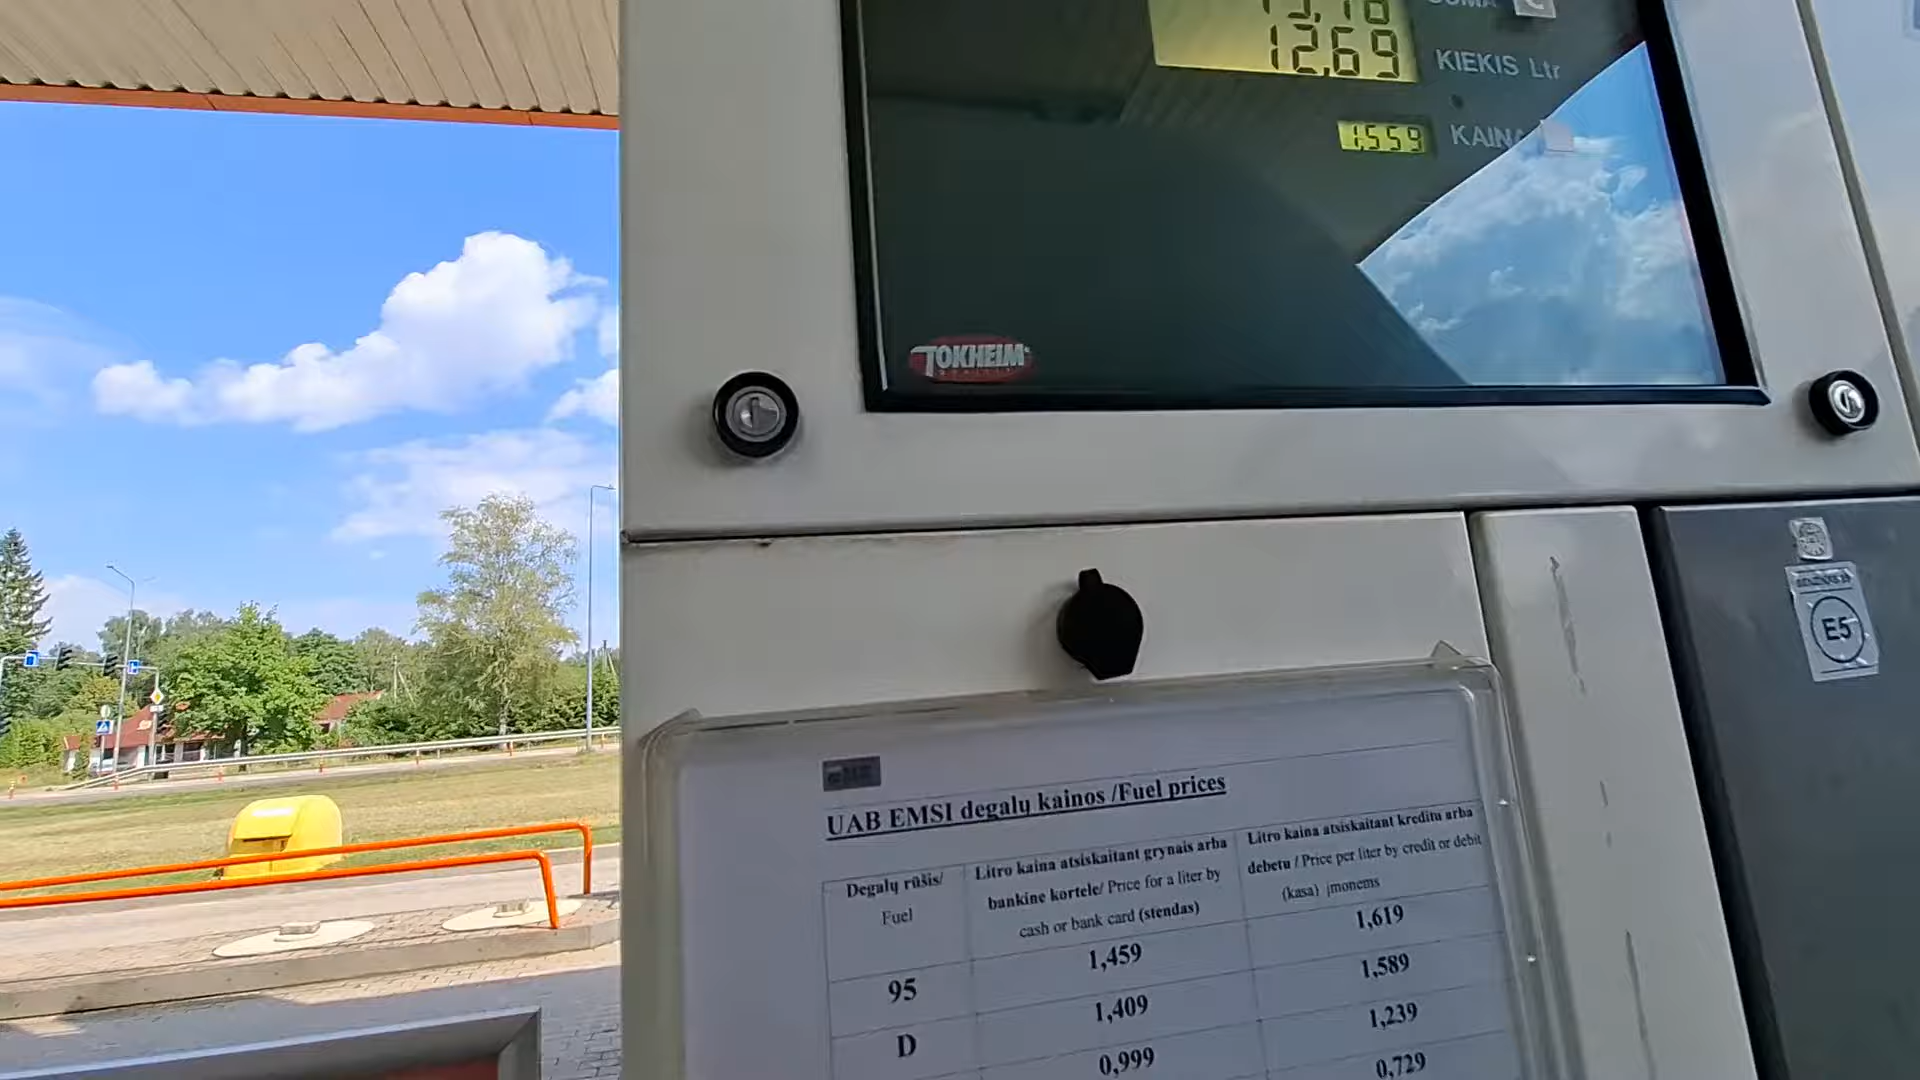 12,69
KIEKIS Ltr
1,559
KAINA
TOKHEIM
E5
UAB EMSI degalų kainos /Fuel prices
Degalų rūšis/
Fuel
Litro kaina atsiskaitant grynais arba
bankine kortele/ Price for a liter by
cash or bank card (stendas)
Litro kaina atsiskaitant kreditu arba
debetu / Price per liter by credit or debit
(kasa) įmonėms
95
1,459
1,619
D
1,409
1,589
0,999
1,239
0,729